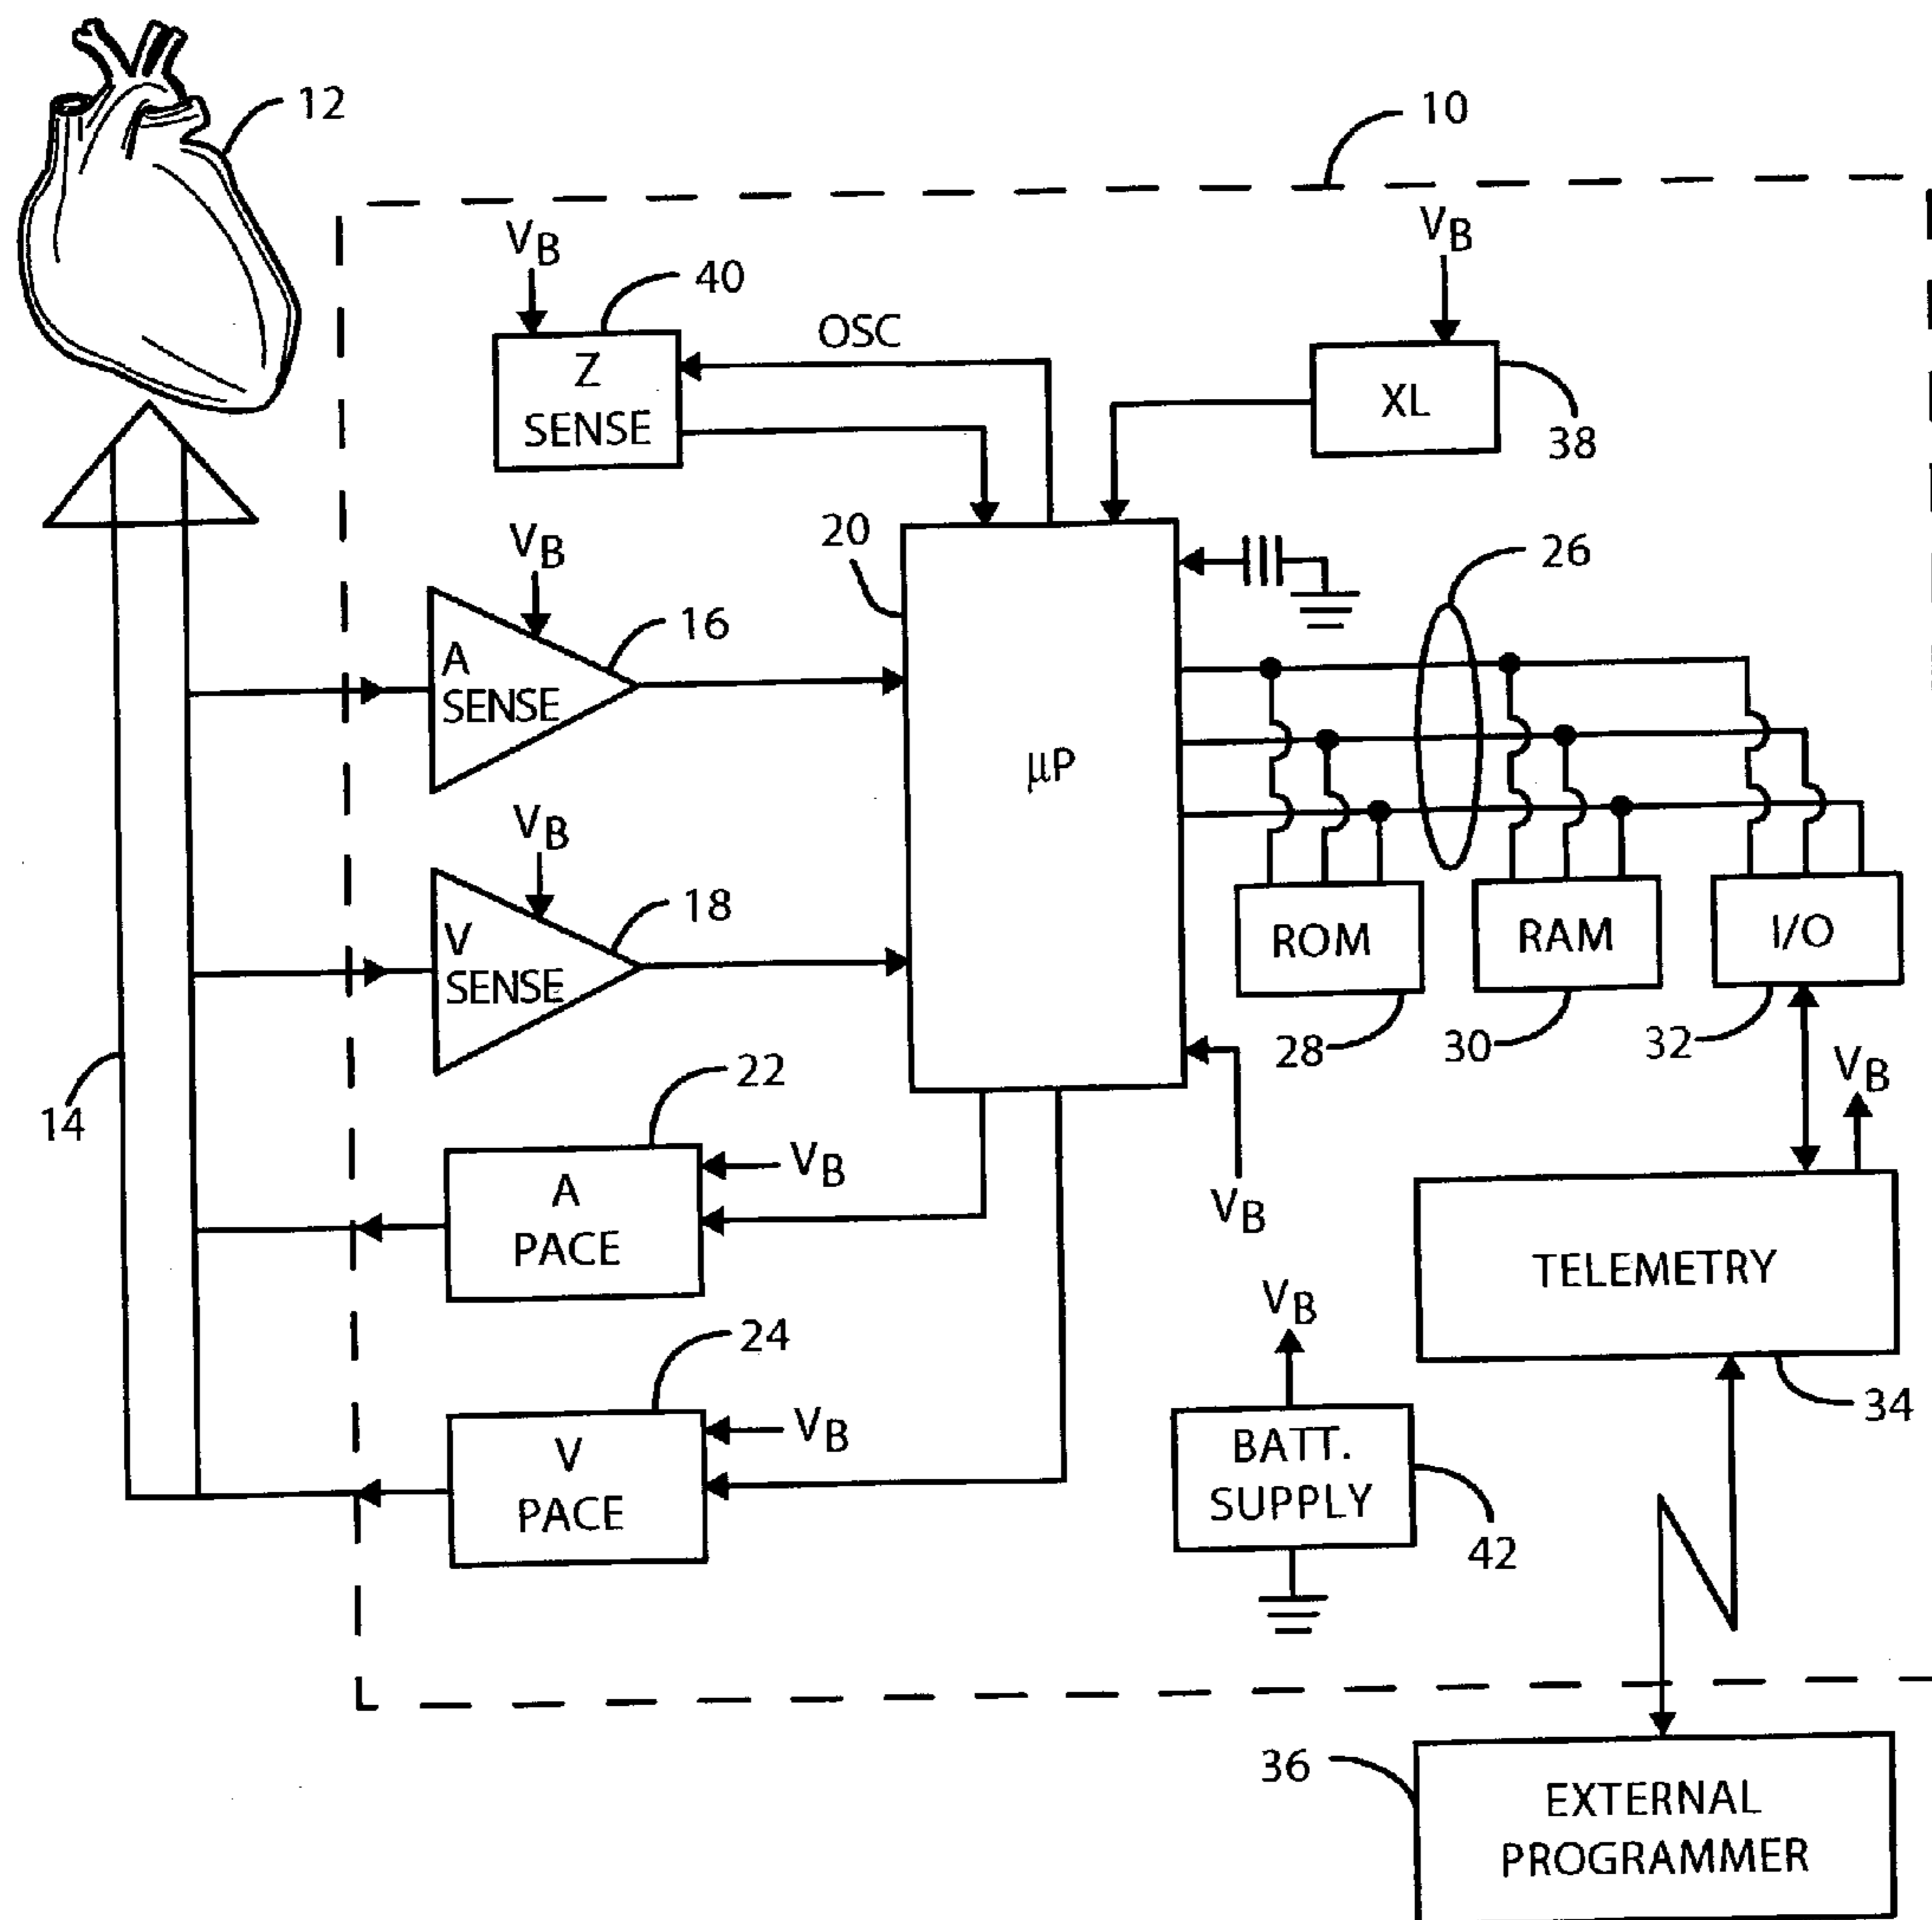 12
10
VB
VB
40
OSC
Z
SENSE
XL
38
20
VB
26
16
A
SENSE
μP
VB
18
V
SENSE
ROM
RAM
I/O
28
30
32
VB
22
14
A
PACE
VB
VB
TELEMETRY
VB
24
34
V
PACE
VB
BATT.
SUPPLY
42
36
EXTERNAL
PROGRAMMER